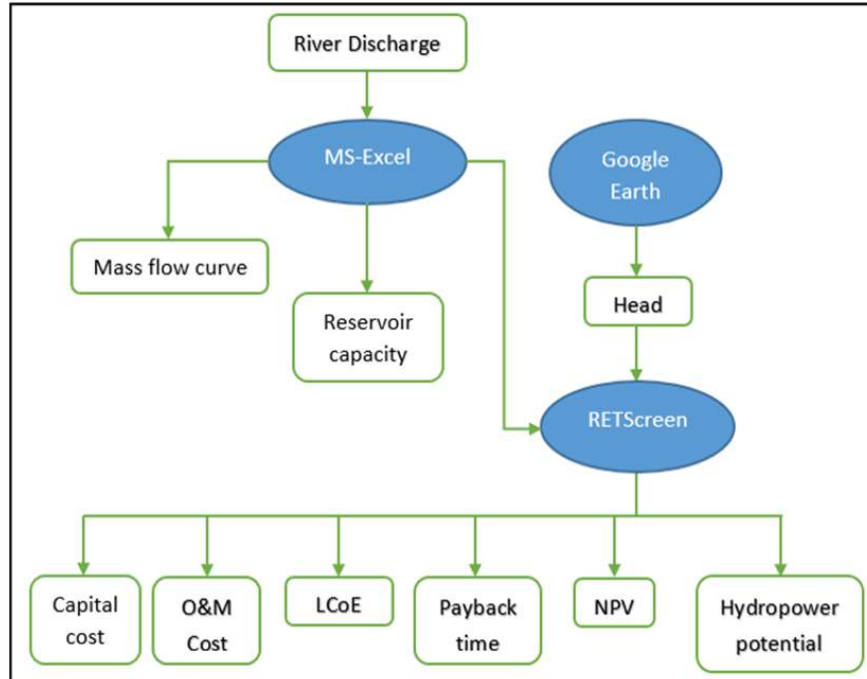 River Discharge
MS-Excel
Google
Earth
Mass flow curve
Reservoir
capacity
Head
RETScreen
Capital
cost
O&M
Cost
LCoE
Payback
time
NPV
Hydropower
potential